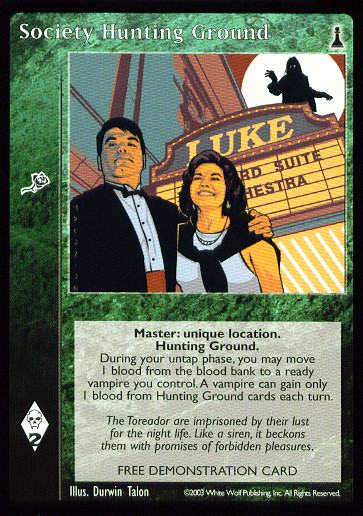 Society Hunting Ground
LUKE
RD SUITE
HESTRA
Master: unique location.
Hunting Ground.
During your untap phase, you may move
1 blood from the blood bank to a ready
vampire you control. A vampire can gain only
1 blood from Hunting Ground cards each turn.
The Toreador are imprisoned by their lust
for the night life. Like a siren, it beckons
them with promises of forbidden pleasures.
FREE DEMONSTRATION CARD
2
Illus. Durwin Talon
©2003 White Wolf Publishing, Inc. All Rights Reserved.